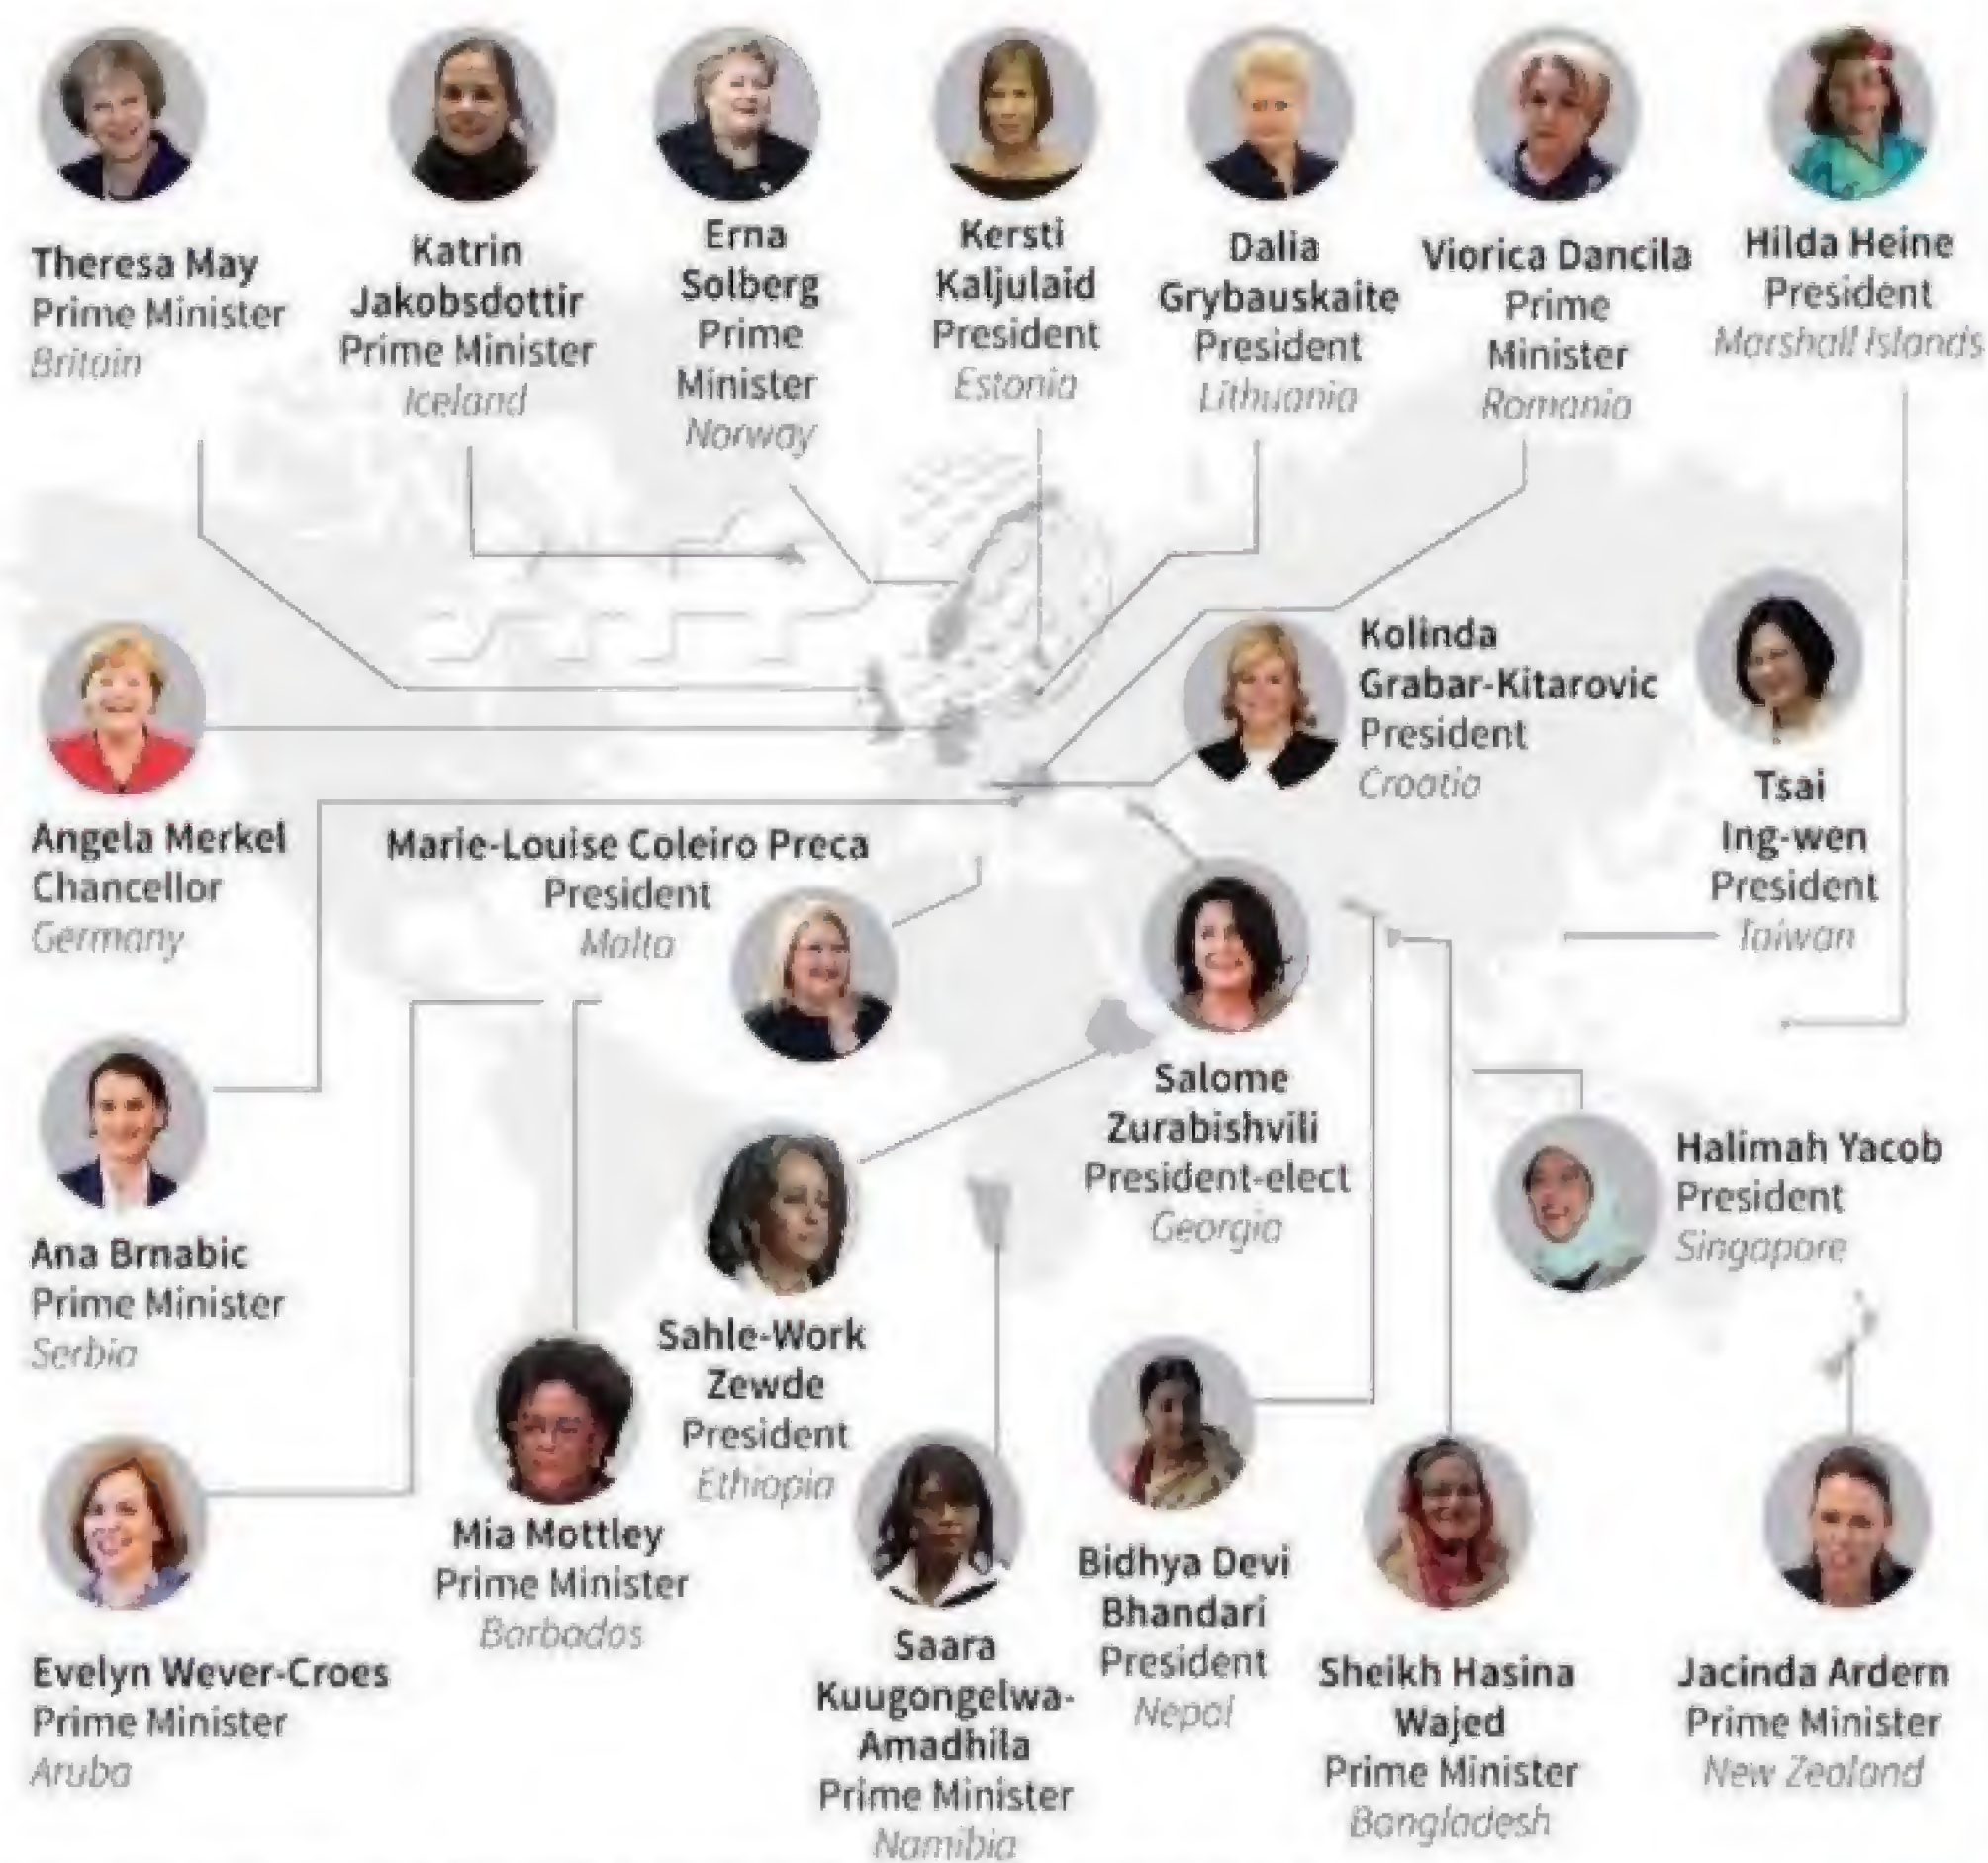 Theresa May
Prime Minister
Britain
Katrin
Jakobsdottir
Prime Minister
Iceland
Erna
Solberg
Prime
Minister
Norway
Kersti
Kaljulaid
President
Estonia
Dalia
Grybauskaite
President
Lithuania
Viorica Dancila
Prime
Minister
Romania
Hilda Heine
President
Marshall Islands
Kolinda
Grabar-Kitarovic
President
Croatia
Tsai
Ing-wen
President
Taiwan
Angela Merkel
Chancellor
Germany
Marie-Louise Coleiro Preca
President
Malta
Salome
Zurabishvili
President-elect
Georgia
Halimah Yacob
President
Singapore
Ana Brnabic
Prime Minister
Serbia
Sahle-Work
Zewde
President
Ethiopia
Mia Mottley
Prime Minister
Barbados
Evelyn Wever-Croes
Prime Minister
Aruba
Saara
Kuugongelwa-
Amadhila
Prime Minister
Namibia
Bidhya Devi
Bhandari
President
Nepal
Sheikh Hasina
Wajed
Prime Minister
Bangladesh
Jacinda Ardern
Prime Minister
New Zealand